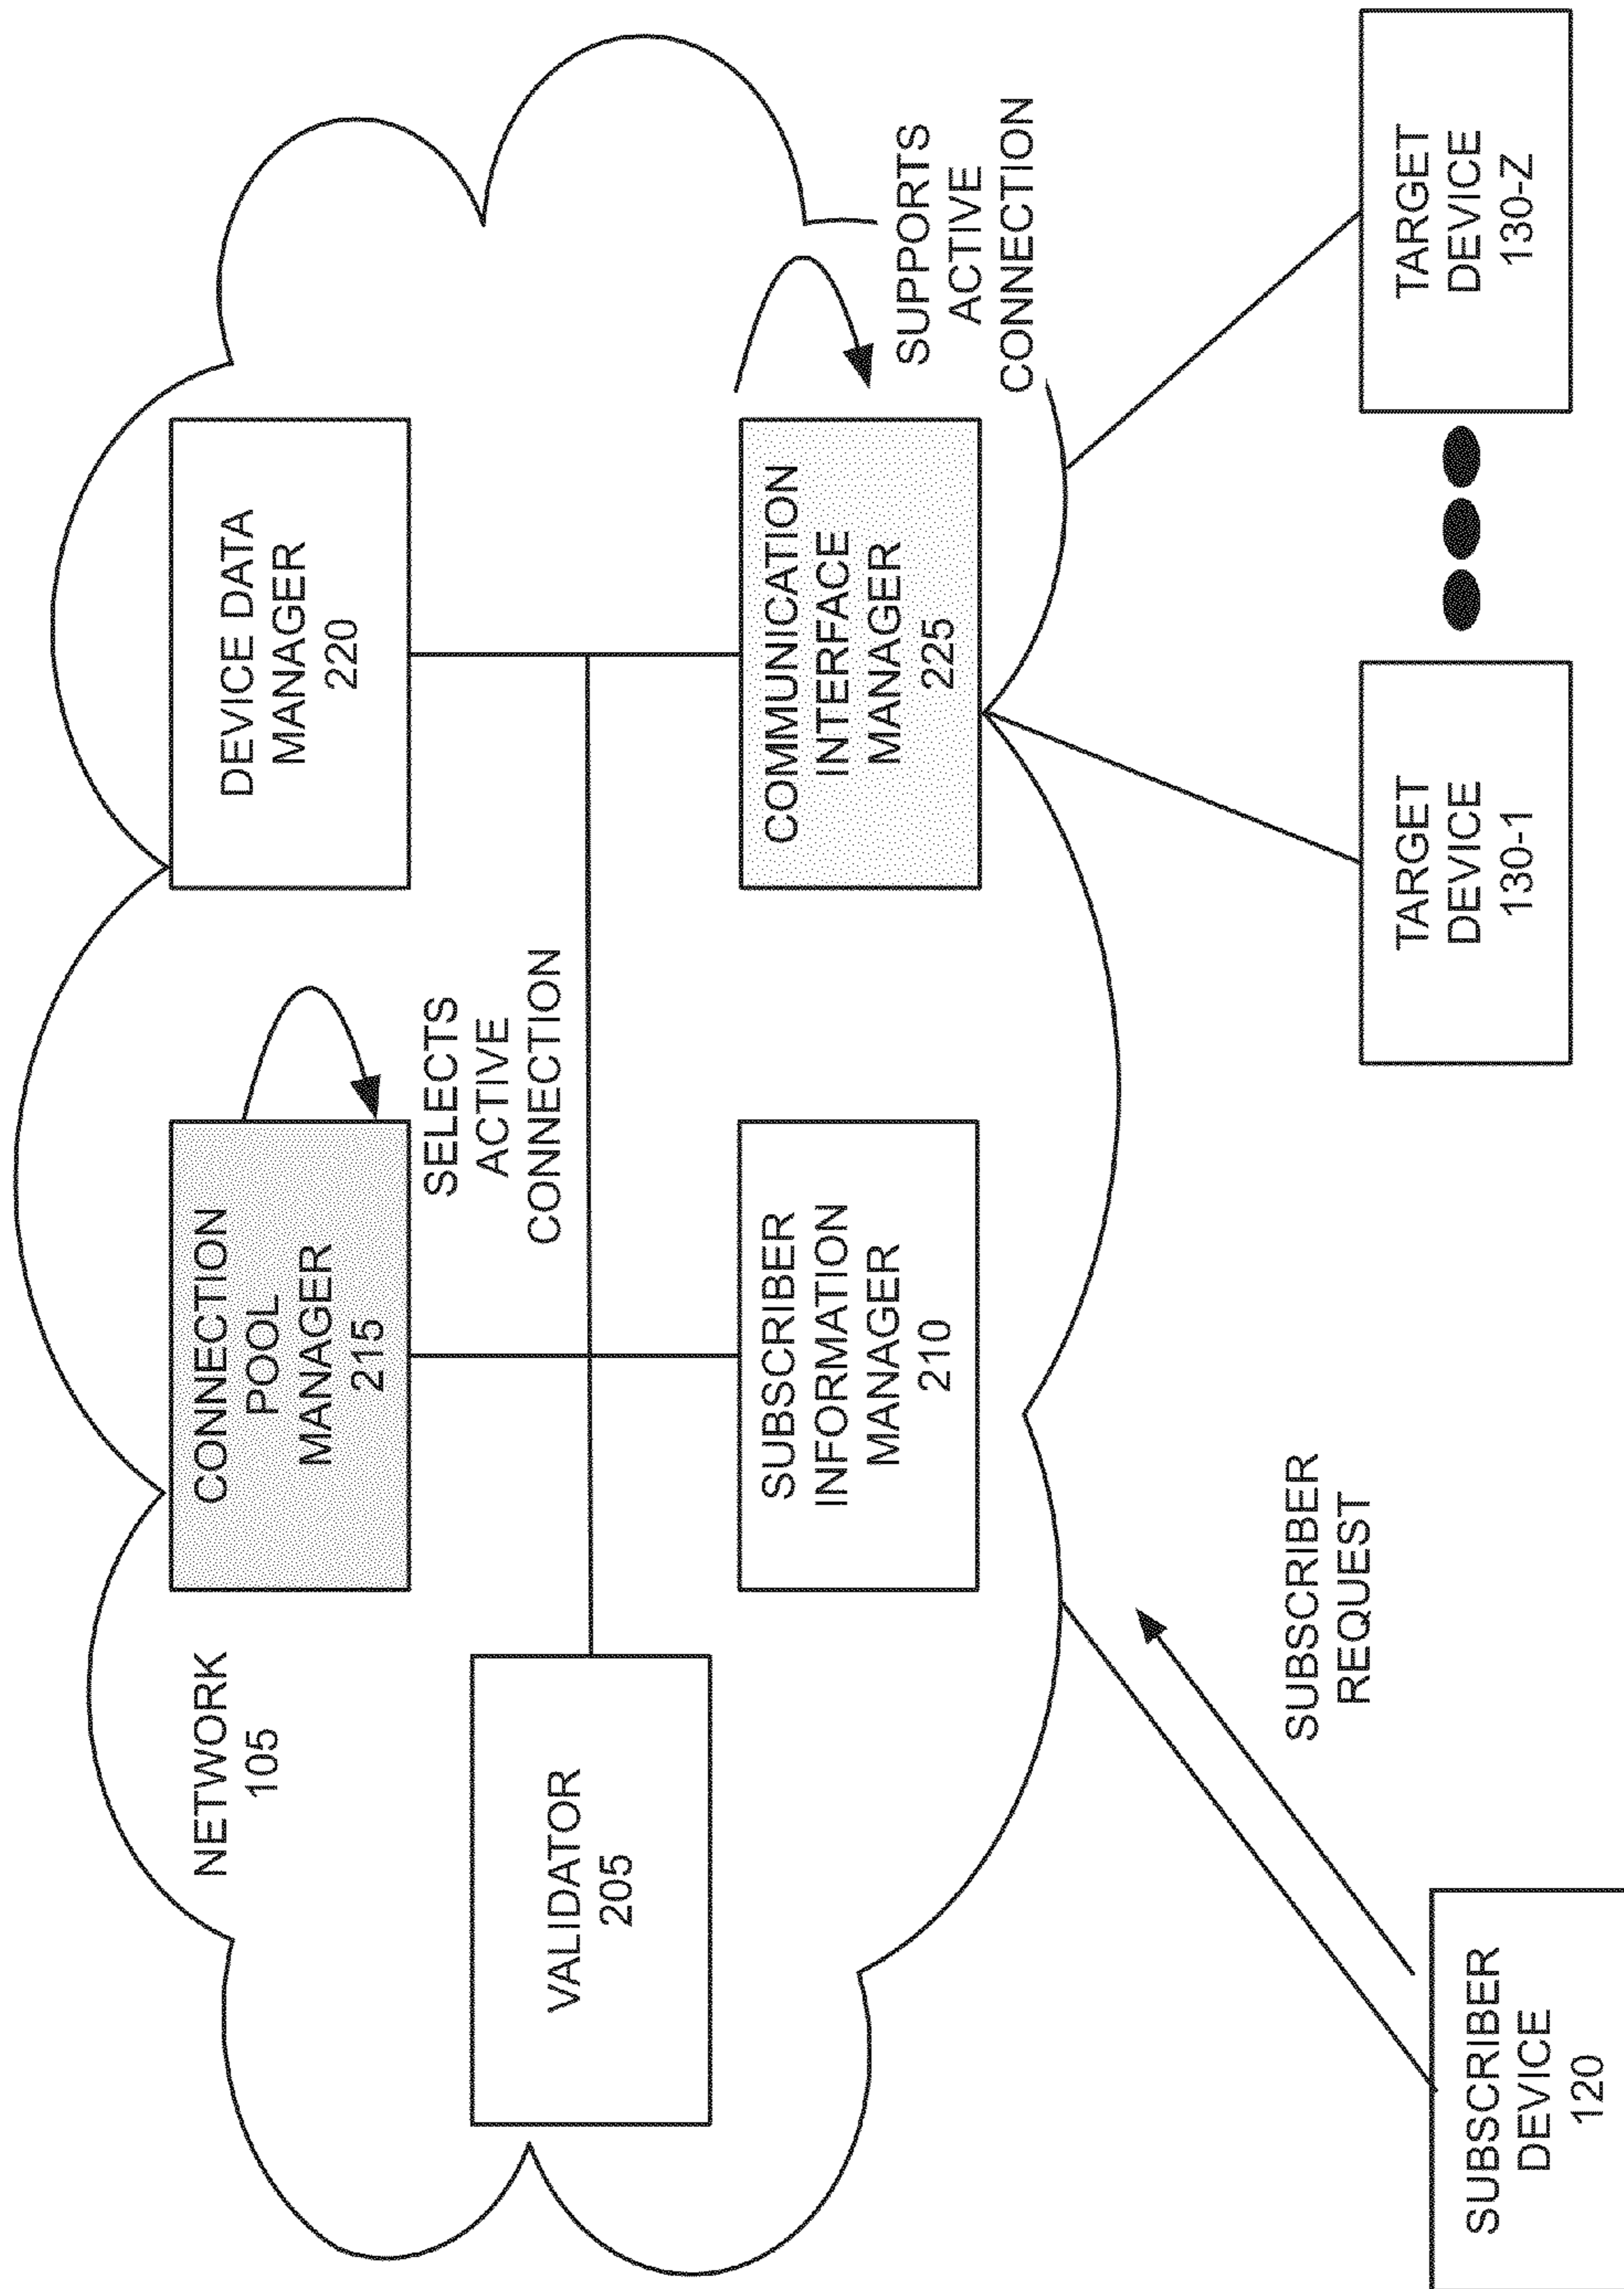 NETWORK
105
CONNECTION
POOL
MANAGER
215
DEVICE DATA
MANAGER
220
SELECTS
ACTIVE
CONNECTION
VALIDATOR
205
SUBSCRIBER
INFORMATION
MANAGER
210
COMMUNICATION
INTERFACE
MANAGER
225
SUPPORTS
ACTIVE
CONNECTION
SUBSCRIBER
REQUEST
SUBSCRIBER
DEVICE
120
TARGET
DEVICE
130-1
TARGET
DEVICE
130-Z